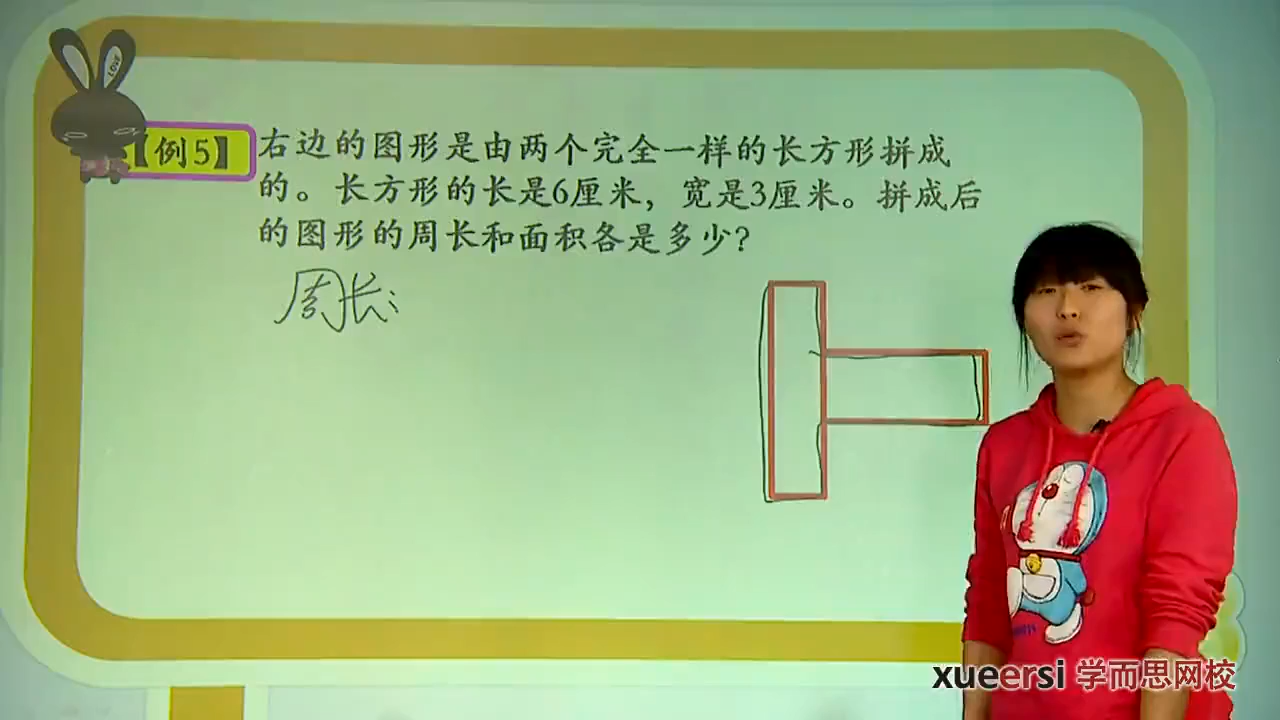 【例5】右边的图形是由两个完全一样的长方形拼成
的。长方形的长是6厘米，宽是3厘米。拼成后
的图形的周长和面积各是多少？
周长:
xueersi 学而思网校